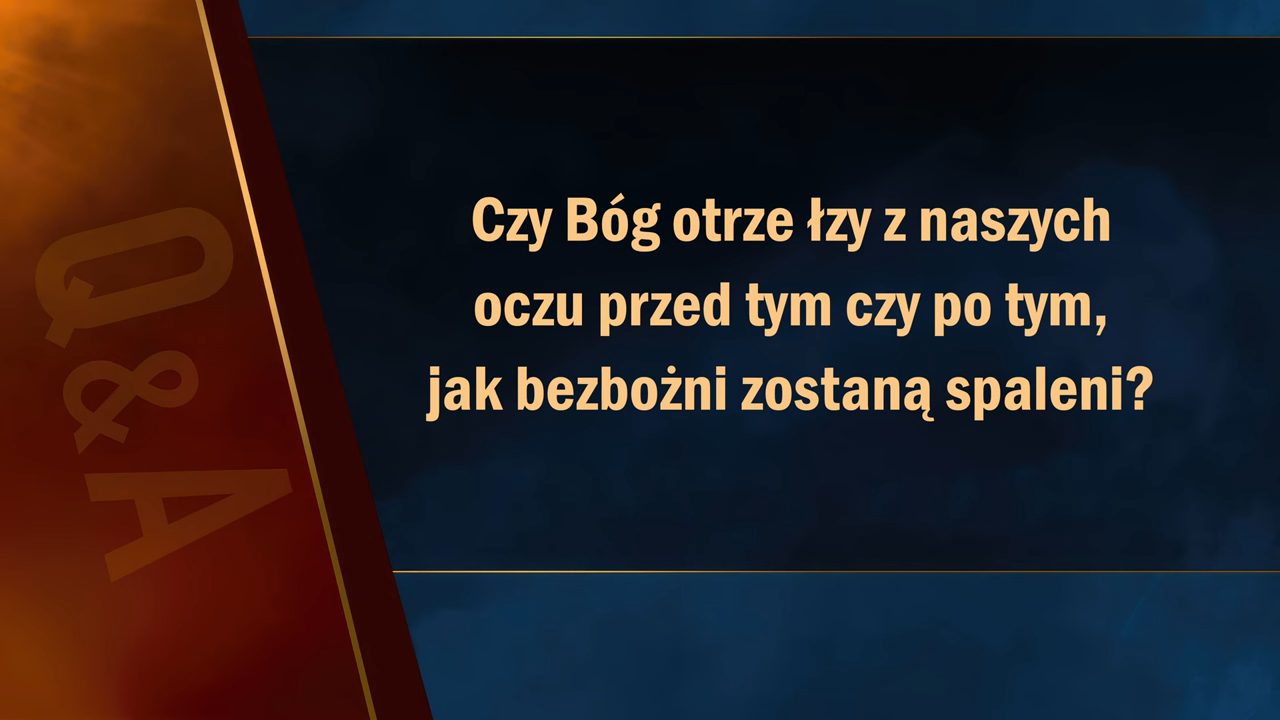 Q & A
Czy Bóg otrze łzy z naszych
oczu przed tym czy po tym,
jak bezbożni zostaną spaleni?